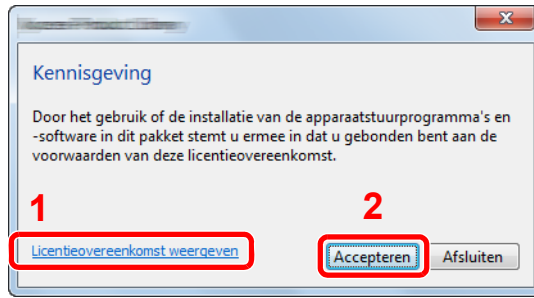 Kennisgeving
Door het gebruik of de installatie van de apparaatstuurprogramma's en
-software in dit pakket stemt u ermee in dat u gebonden bent aan de
voorwaarden van deze licentieovereenkomst.
1
2
Licentieovereenkomst weergeven
Accepteren
Afsluiten